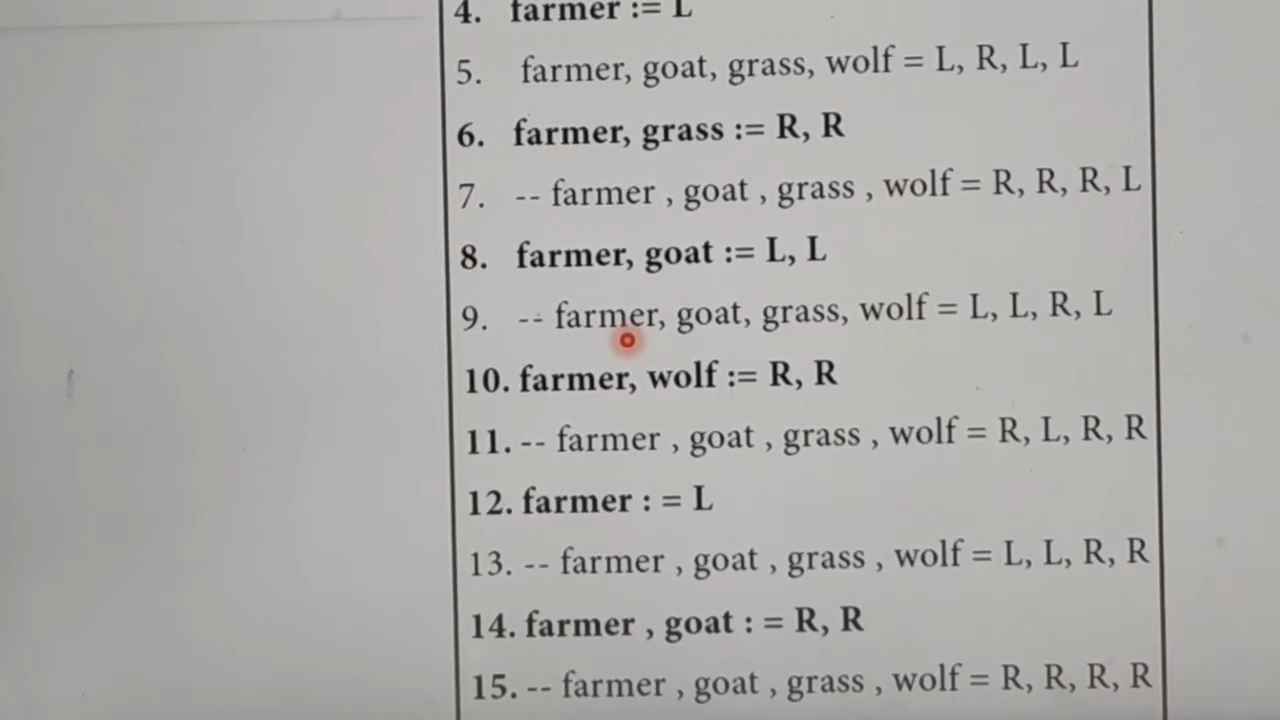 4. farmer := L
5. farmer, goat, grass, wolf = L, R, L, L
6. farmer, grass := R, R
7. -- farmer , goat , grass , wolf = R, R, R, L
8. farmer, goat := L, L
9. -- farmer, goat, grass, wolf = L, L, R, L
10. farmer, wolf := R, R
11. -- farmer , goat , grass , wolf = R, L, R, R
12. farmer : = L
13. -- farmer , goat , grass , wolf = L, L, R, R
14. farmer , goat : = R, R
15. -- farmer , goat , grass , wolf = R, R, R, R